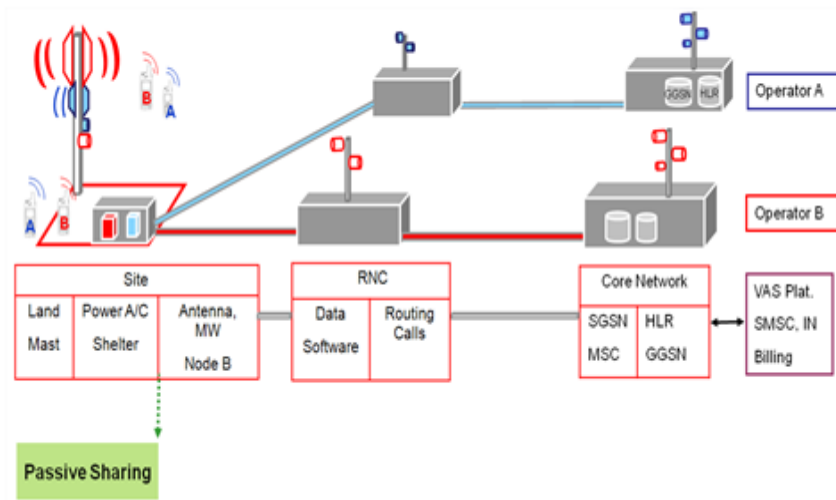 B
A
A
B
GGSN
HLR
Operator A
Operator B
Site
Land
Mast
Power A/C
Shelter
Antenna,
MW
Node B
RNC
Data
Software
Routing
Calls
Core Network
SGSN
MSC
HLR
GGSN
VAS Plat.
SMSC, IN
Billing
Passive Sharing